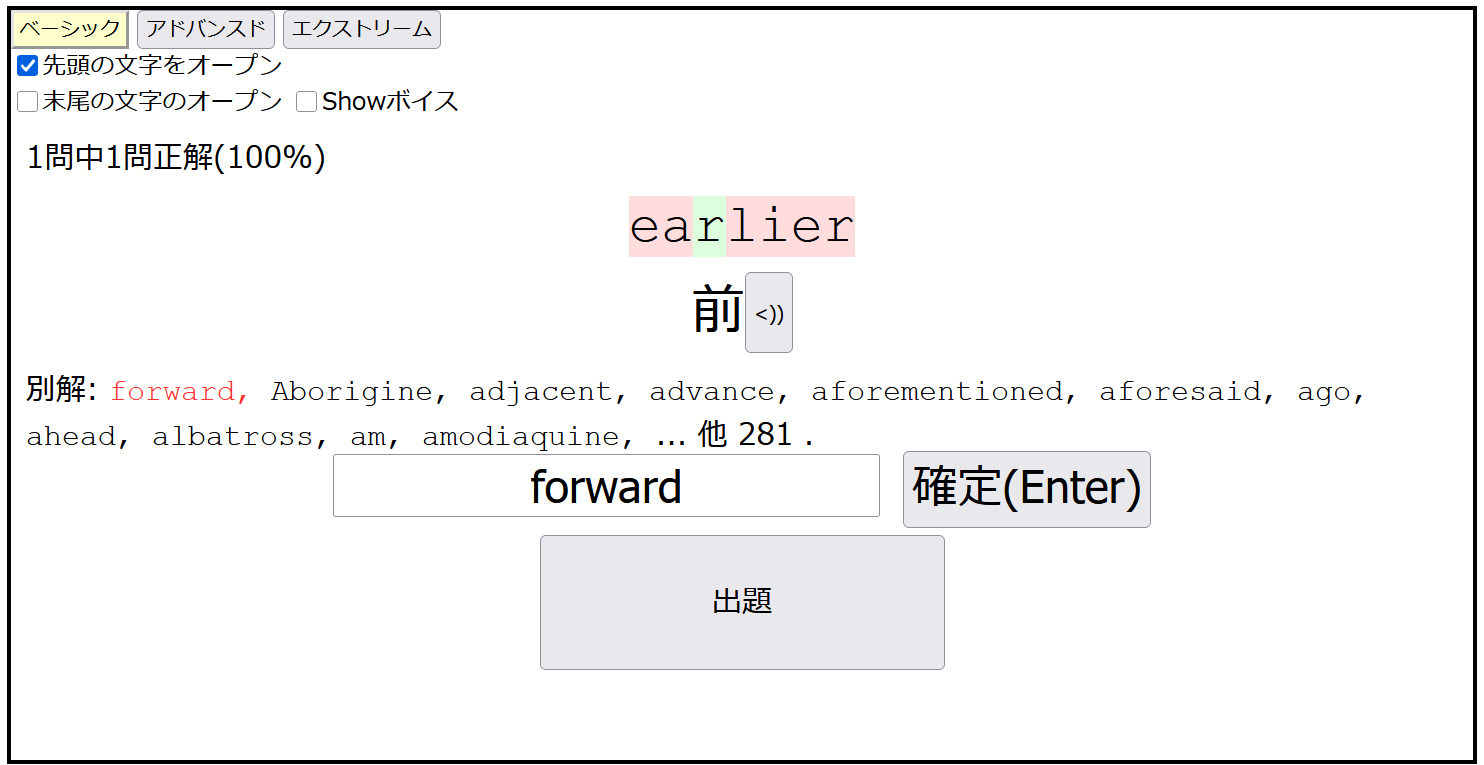 ベーシック アドバンスド エクストリーム
先頭の文字をオープン
末尾の文字のオープン Showボイス
1問中1問正解(100%)
earlier
前 <))
別解: forward, Aborigine, adjacent, advance, aforementioned, aforesaid, ago,
ahead, albatross, am, amodiaquine, ... 他 281 .
forward 確定(Enter)
出題